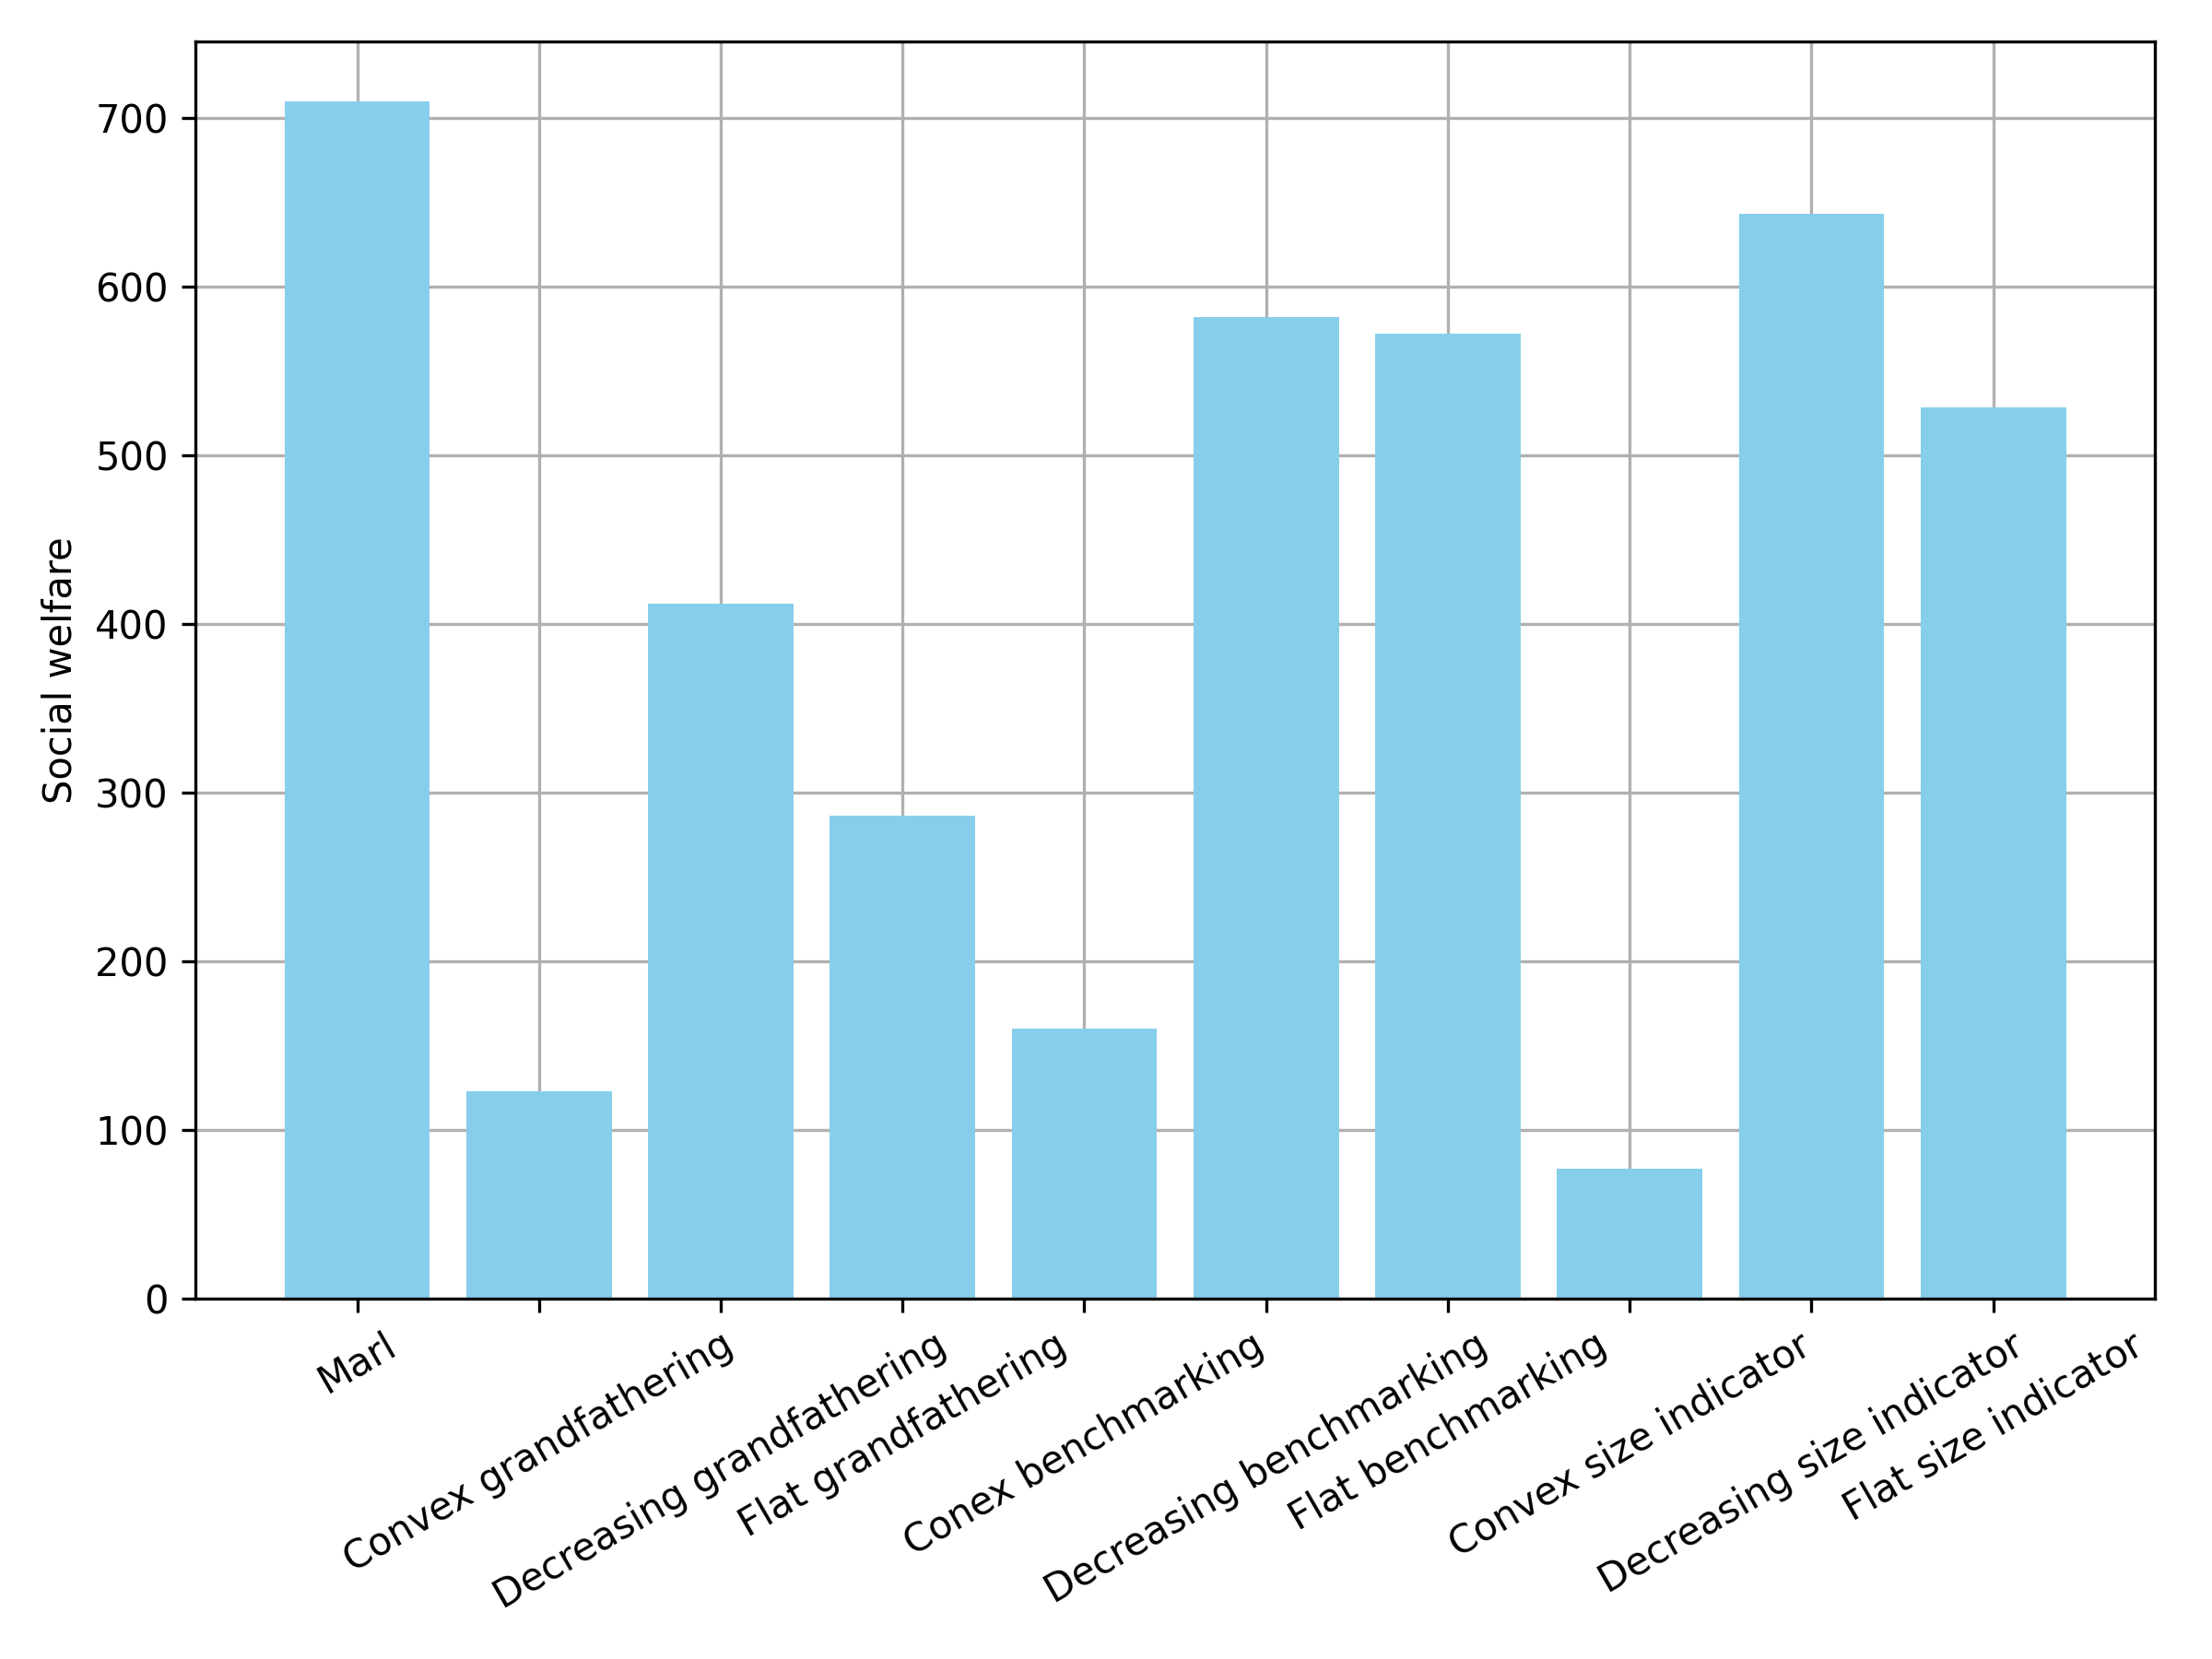 Social welfare
700
600
500
400
300
200
100
0
Marl
Convex grandfathering
Decreasing grandfathering
Flat grandfathering
Conex benchmarking
Decreasing benchmarking
Flat benchmarking
Convex size indicator
Decreasing size indicator
Flat size indicator